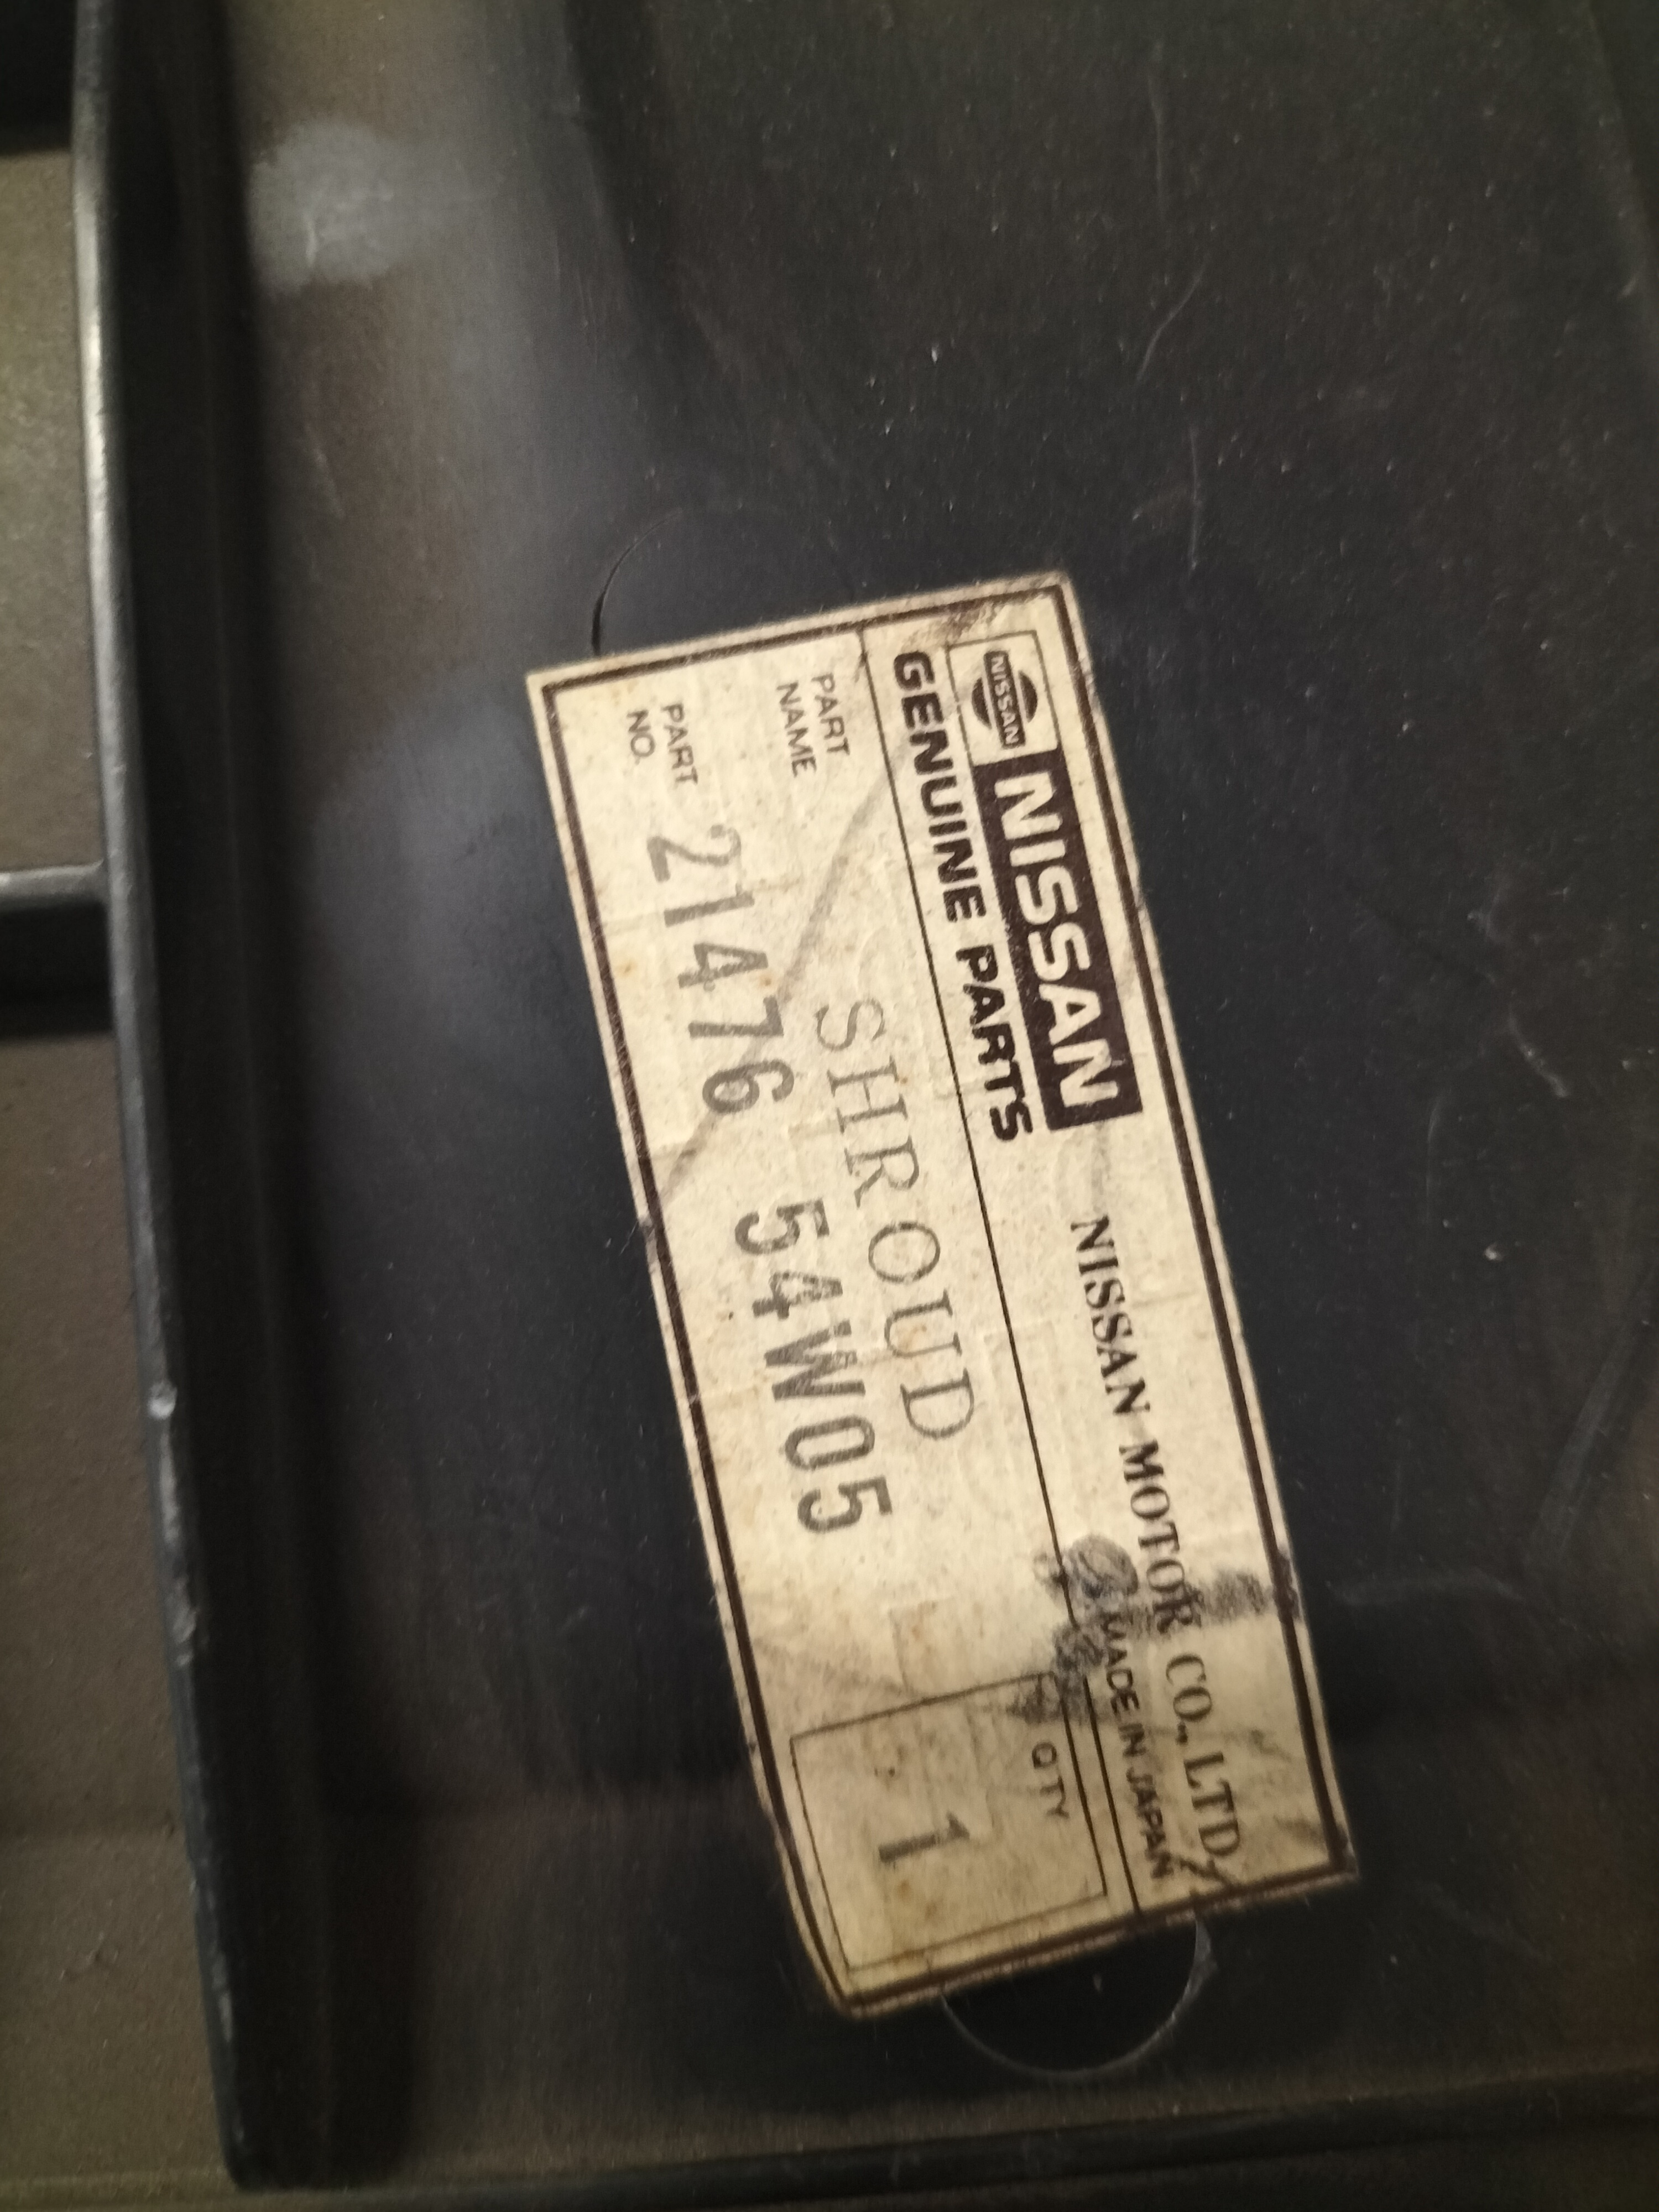 NISSAN
NISSAN
GENUINE PARTS
NISSAN MOTOR CO., LTD.
MADE IN JAPAN
PART
NAME
SHROUD
PART
NO.
21476 54W05
QTY
1